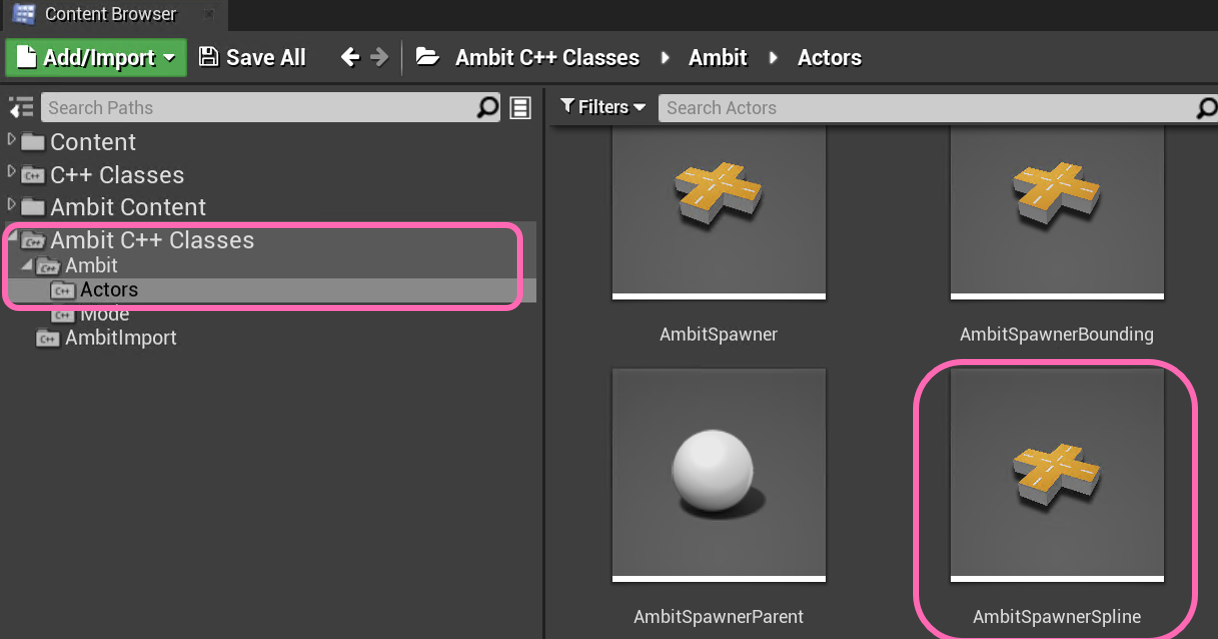 Content Browser
Add/Import
Save All
Ambit C++ Classes
Ambit
Actors
Search Paths
Filters
Search Actors
Content
C++ Classes
Ambit Content
Ambit C++ Classes
Ambit
Actors
Mode
AmbitImport
AmbitSpawner
AmbitSpawnerBounding
AmbitSpawnerParent
AmbitSpawnerSpline